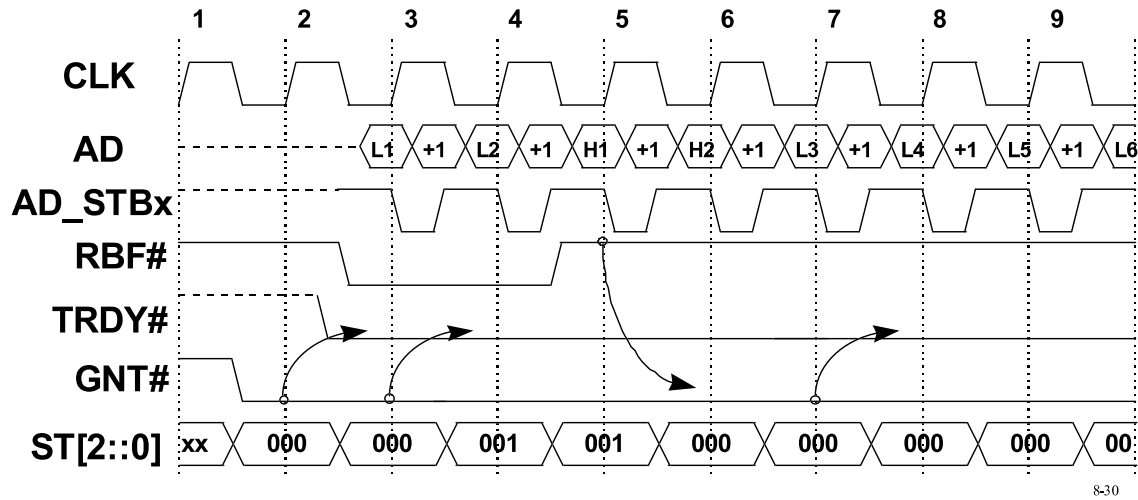 1 2 3 4 5 6 7 8 9
CLK
AD L1 +1 L2 +1 H1 +1 H2 +1 L3 +1 L4 +1 L5 +1 L6
AD_STBx
RBF#
TRDY#
GNT#
ST[2::0] xx 000 000 001 001 000 000 000 000 00
8-30